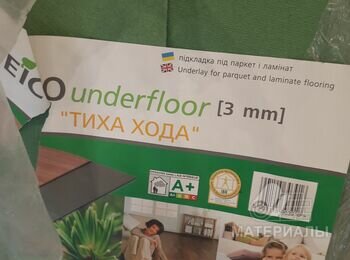 EICO
underfloor [3 mm]
"ТИХА ХОДА"
підкладка під паркет і ламінат
Underlay for parquet and laminate flooring
A+
МАТЕРИАЛЫ